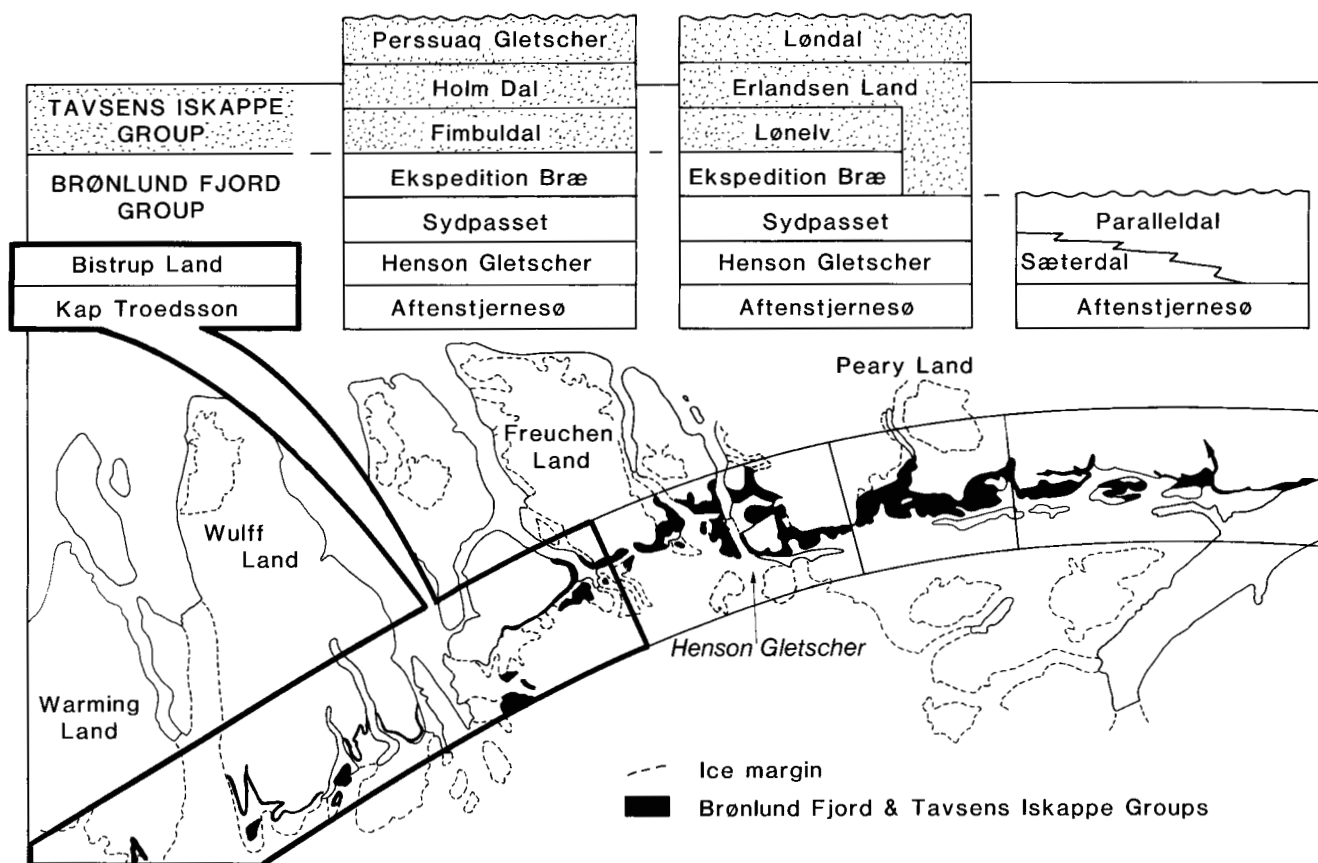 TAVSENS ISKAPPE
GROUP
BRØNLUND FJORD
GROUP
Bistrup Land
Kap Troedsson
Perssuaq Gletscher
Holm Dal
Fimbuldal
Ekspedition Bræ
Sydpasset
Henson Gletscher
Aftenstjernesø
Løndal
Erlandsen Land
Lønelv
Ekspedition Bræ
Sydpasset
Henson Gletscher
Aftenstjernesø
Paralleldal
Sæterdal
Aftenstjernesø
Peary Land
Freuchen
Land
Wulff
Land
Warming
Land
Henson Gletscher
Ice margin
Brønlund Fjord & Tavsens Iskappe Groups